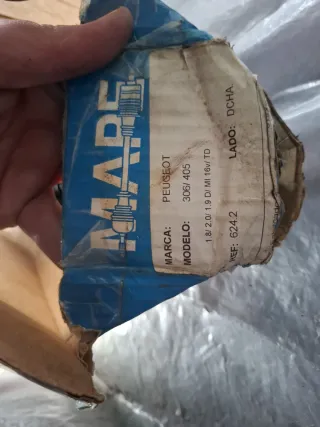 MAPE
MARCA: PEUGEOT
MODELO: 306/ 405
1.8/ 2.0/ 1.9 D/ MI 16v/ TD
REF: 624.2 LADO: DCHA